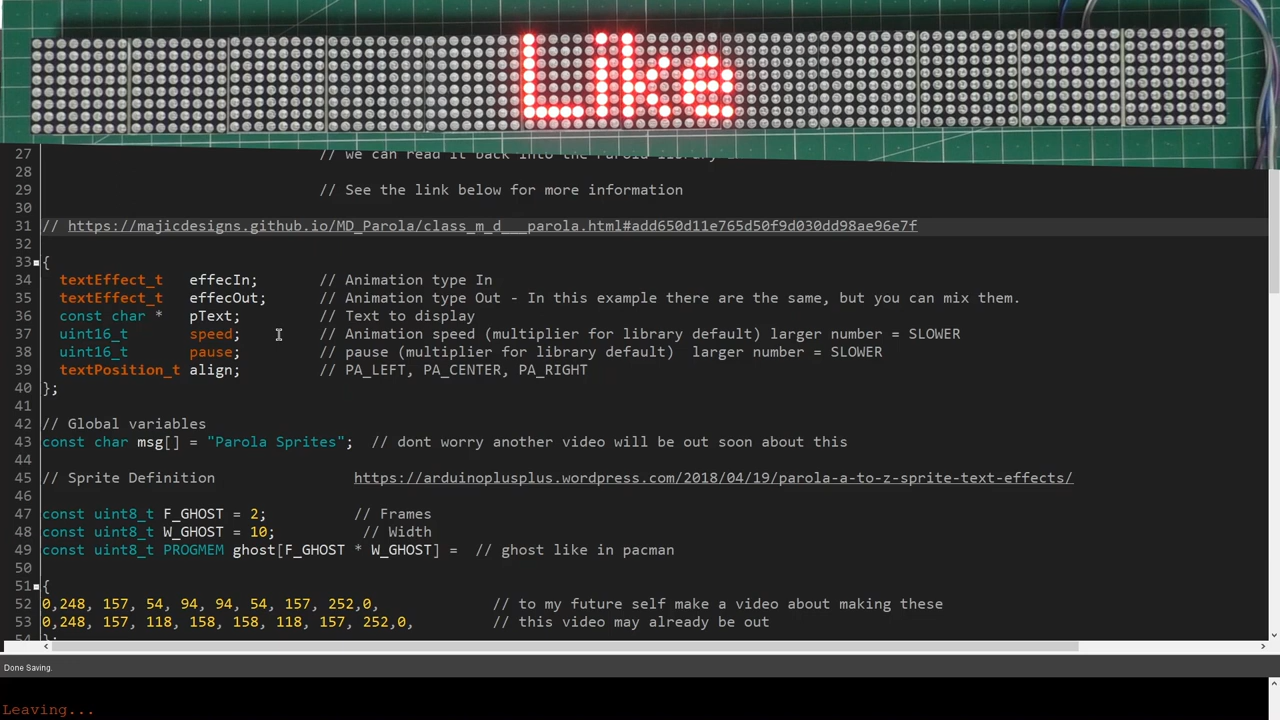 Like
27 // we can read it back into the Parola library
28
29 // See the link below for more information
30
31 // https://majicdesigns.github.io/MD_Parola/class_m_d___parola.html#add650d11e765d50f9d030dd98ae96e7f
32
33 {
34 textEffect_t effecIn; // Animation type In
35 textEffect_t effecOut; // Animation type Out - In this example there are the same, but you can mix them.
36 const char * pText; // Text to display
37 uint16_t speed; // Animation speed (multiplier for library default) larger number = SLOWER
38 uint16_t pause; // pause (multiplier for library default)  larger number = SLOWER
39 textPosition_t align; // PA_LEFT, PA_CENTER, PA_RIGHT
40 };
41
42 // Global variables
43 const char msg[] = "Parola Sprites"; // dont worry another video will be out soon about this
44
45 // Sprite Definition https://arduinoplusplus.wordpress.com/2018/04/19/parola-a-to-z-sprite-text-effects/
46
47 const uint8_t F_GHOST = 2; // Frames
48 const uint8_t W_GHOST = 10; // Width
49 const uint8_t PROGMEM ghost[F_GHOST * W_GHOST] = // ghost like in pacman
50
51 {
52 0,248, 157, 54, 94, 94, 54, 157, 252,0, // to my future self make a video about making these
53 0,248, 157, 118, 158, 158, 118, 157, 252,0, // this video may already be out
54 };
Done Saving.
Leaving...